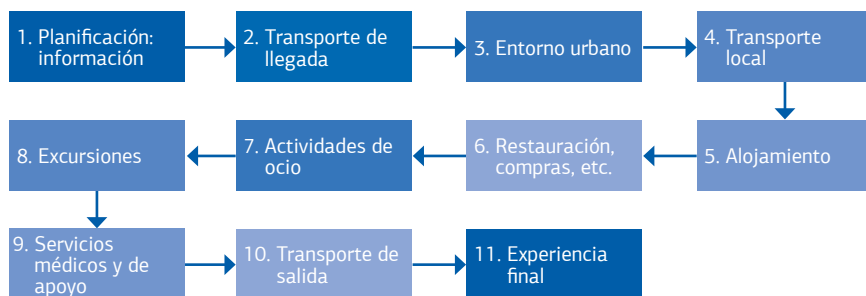 1. Planificación:
información
2. Transporte de
llegada
3. Entorno urbano
4. Transporte
local
5. Alojamiento
6. Restauración,
compras, etc.
7. Actividades de
ocio
8. Excursiones
9. Servicios
médicos y de
apoyo
10. Transporte de
salida
11. Experiencia
final